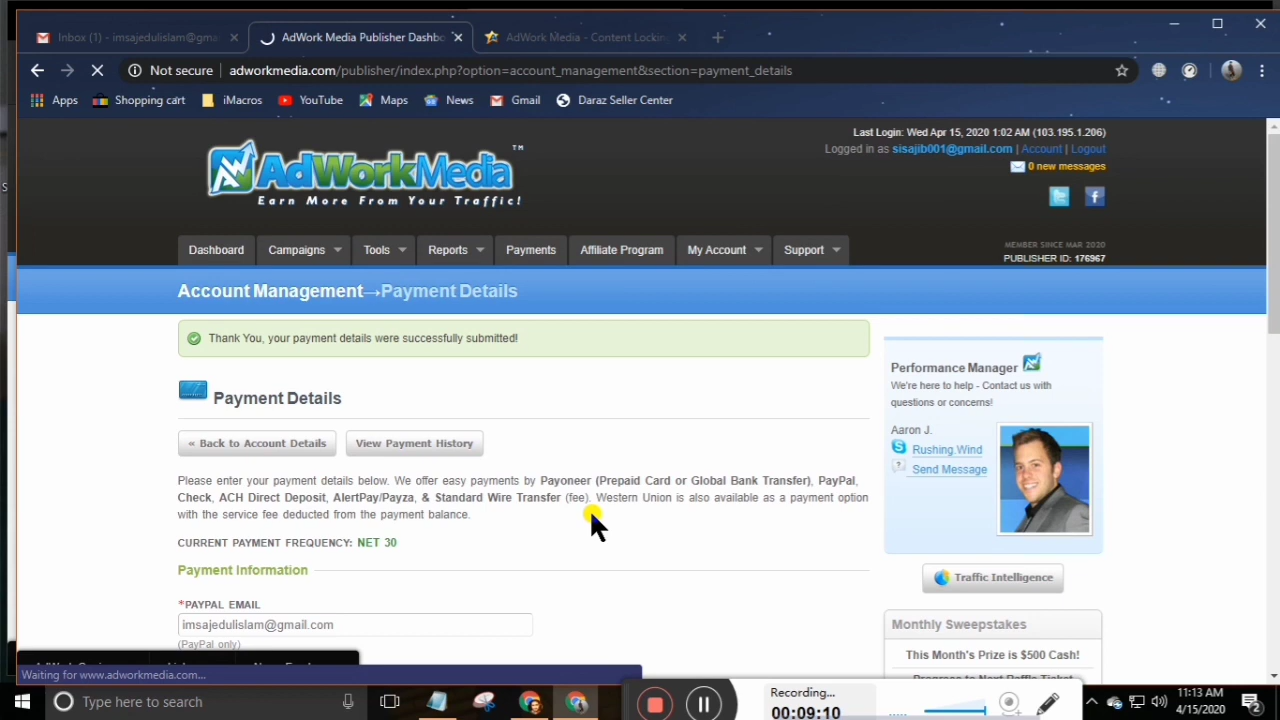 Inbox (1) - imsajedulislam@gma
AdWork Media Publisher Dashbo
AdWork Media - Content Locking
Not secure adworkmedia.com/publisher/index.php?option=account_management&section=payment_details
Apps Shopping cart iMacros YouTube Maps News Gmail Daraz Seller Center
Last Login: Wed Apr 15, 2020 1:02 AM (103.195.1.206)
Logged in as sisajib001@gmail.com | Account | Logout
0 new messages
AdWorkMedia™
Earn More From Your Traffic!
Dashboard Campaigns Tools Reports Payments Affiliate Program My Account Support
MEMBER SINCE MAR 2020
PUBLISHER ID: 176967
Account Management→Payment Details
Thank You, your payment details were successfully submitted!
Payment Details
« Back to Account Details View Payment History
Please enter your payment details below. We offer easy payments by Payoneer (Prepaid Card or Global Bank Transfer), PayPal,
Check, ACH Direct Deposit, AlertPay/Payza, & Standard Wire Transfer (fee). Western Union is also available as a payment option
with the service fee deducted from the payment balance.
CURRENT PAYMENT FREQUENCY: NET 30
Payment Information
*PAYPAL EMAIL
imsajedulislam@gmail.com
(PayPal only)
Performance Manager
We're here to help - Contact us with
questions or concerns!
Aaron J.
Rushing.Wind
Send Message
Traffic Intelligence
Monthly Sweepstakes
This Month's Prize is $500 Cash!
Progress to Next Raffle Ticket
Waiting for www.adworkmedia.com...
Type here to search
Recording...
00:09:10
11:13 AM
4/15/2020
2